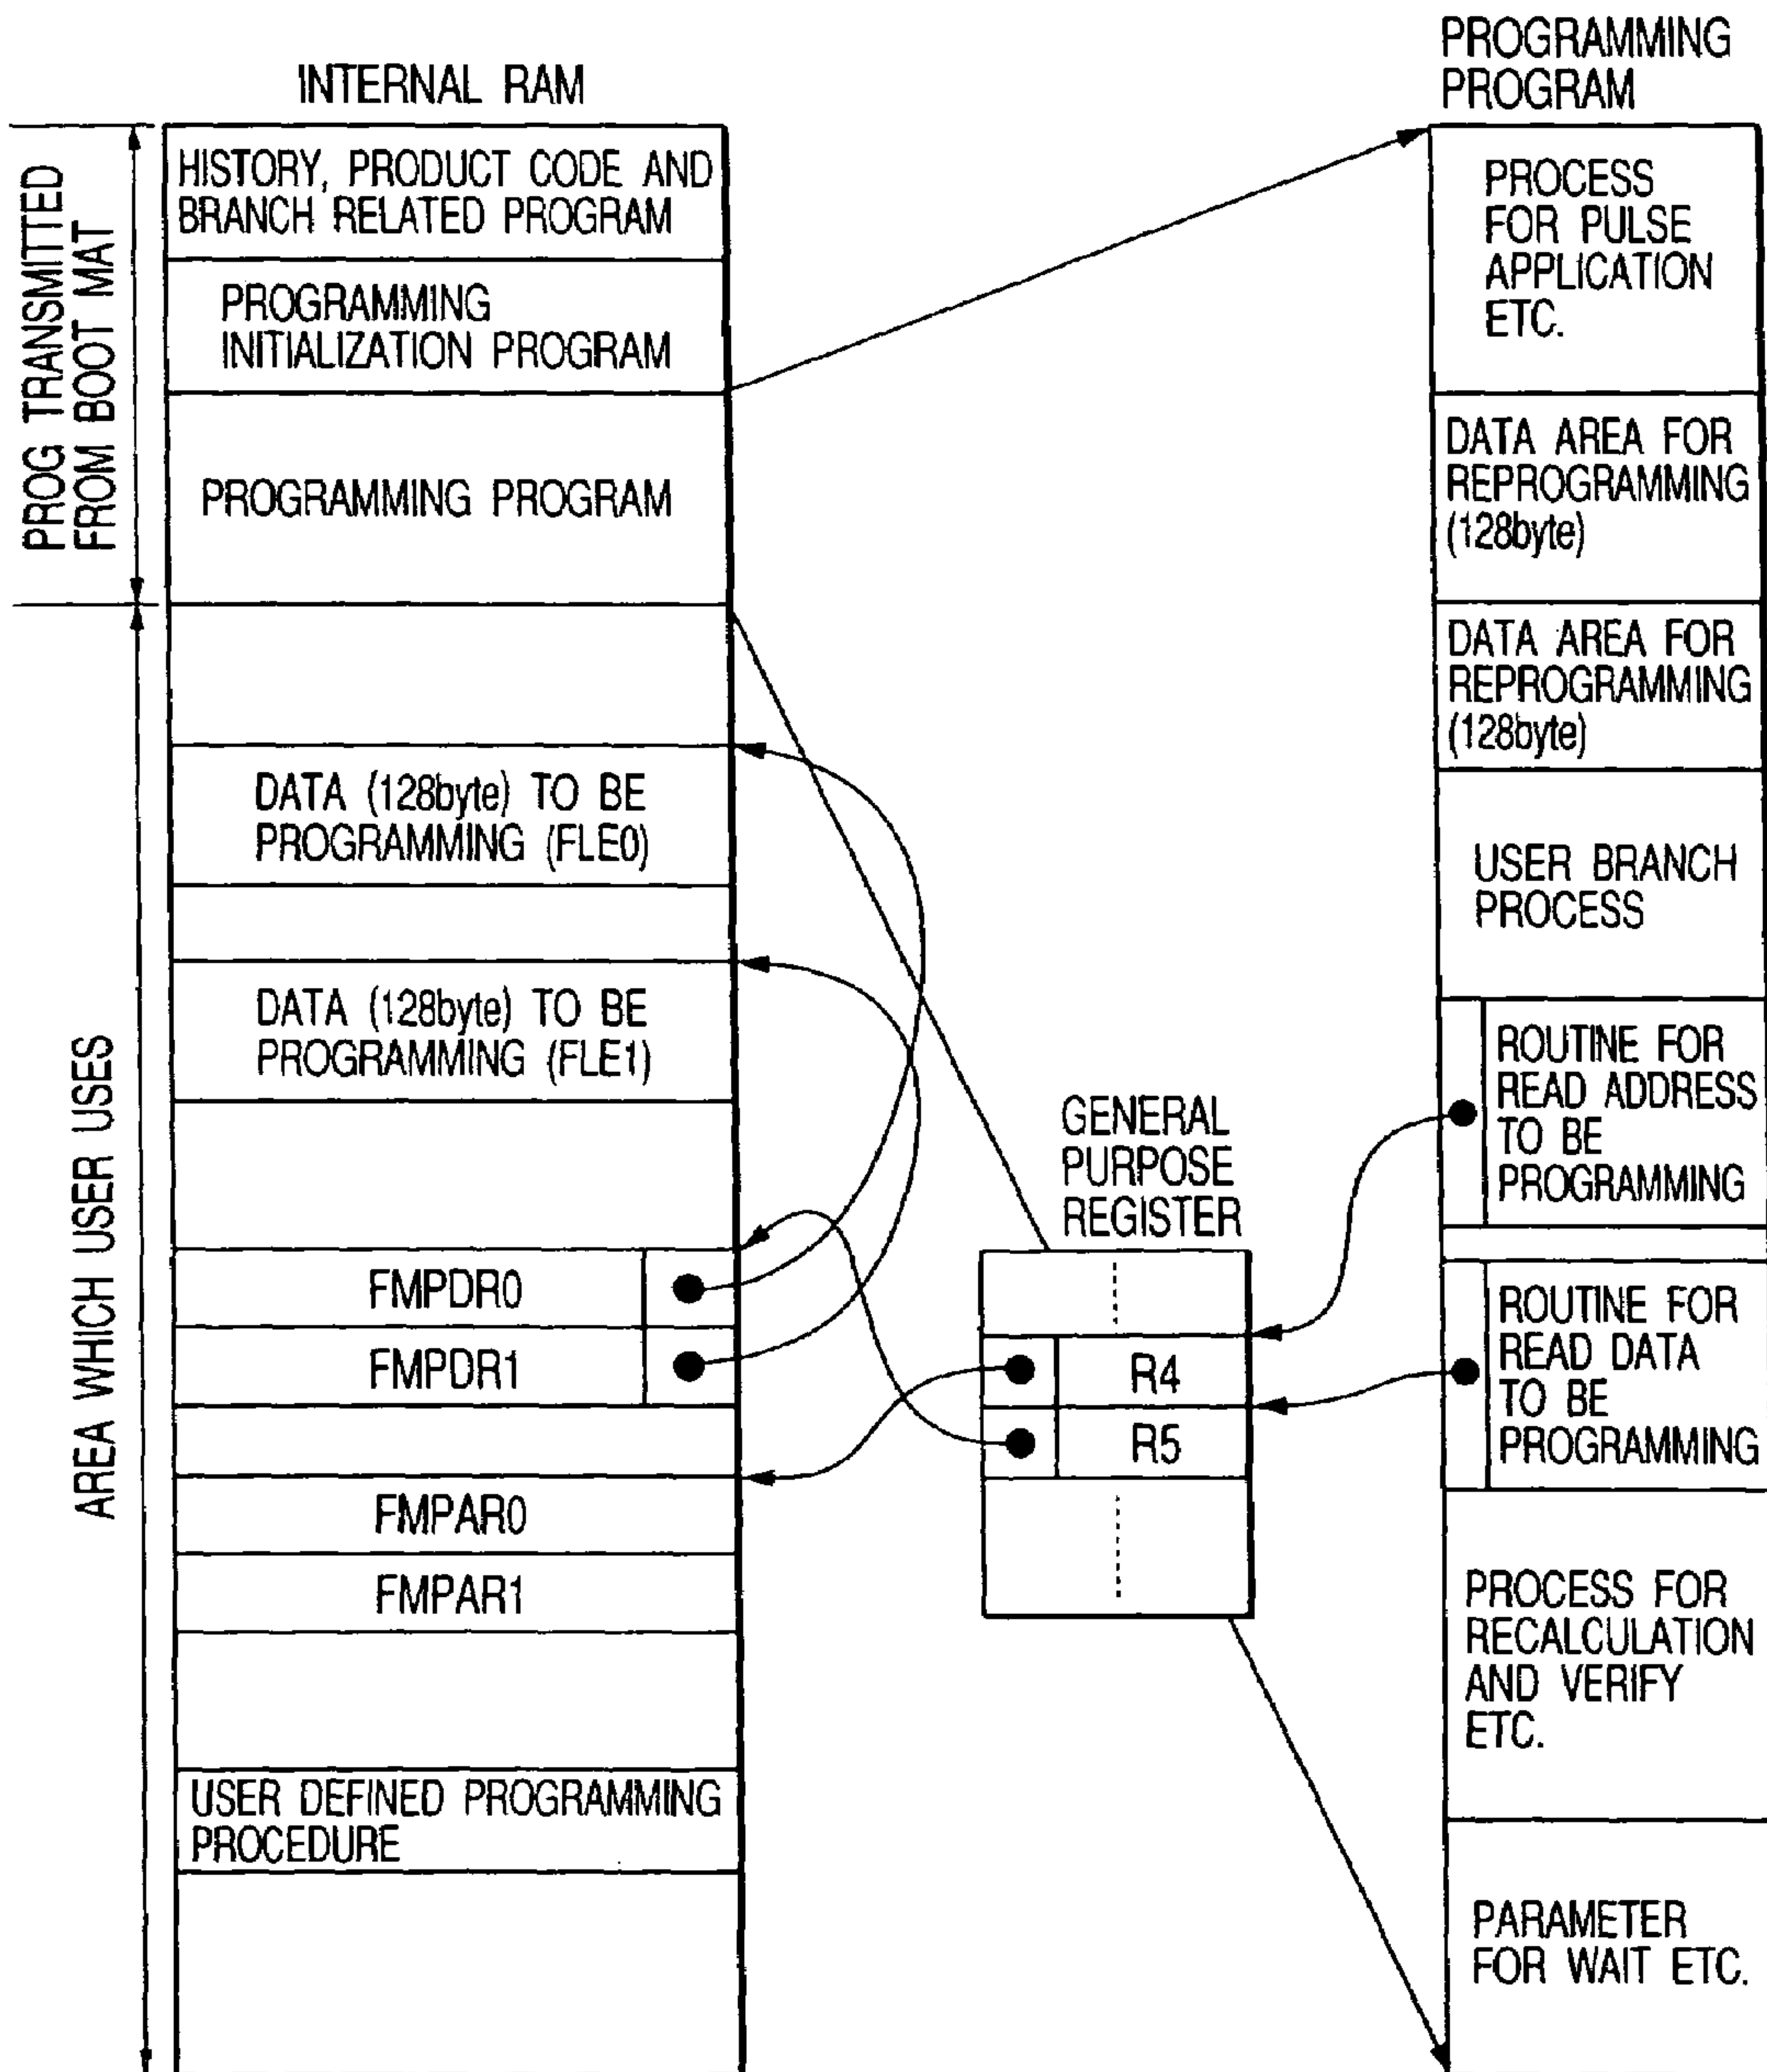 INTERNAL RAM
PROG TRANSMITTED
FROM BOOT MAT
HISTORY, PRODUCT CODE AND
BRANCH RELATED PROGRAM
PROGRAMMING
INITIALIZATION PROGRAM
PROGRAMMING PROGRAM
AREA WHICH USER USES
DATA (128byte) TO BE
PROGRAMMING (FLE0)
DATA (128byte) TO BE
PROGRAMMING (FLE1)
FMPDR0
FMPDR1
FMPAR0
FMPAR1
USER DEFINED PROGRAMMING
PROCEDURE
GENERAL
PURPOSE
REGISTER
R4
R5
PROGRAMMING
PROGRAM
PROCESS
FOR PULSE
APPLICATION
ETC.
DATA AREA FOR
REPROGRAMMING
(128byte)
DATA AREA FOR
REPROGRAMMING
(128byte)
USER BRANCH
PROCESS
ROUTINE FOR
READ ADDRESS
TO BE
PROGRAMMING
ROUTINE FOR
READ DATA
TO BE
PROGRAMMING
PROCESS FOR
RECALCULATION
AND VERIFY
ETC.
PARAMETER
FOR WAIT ETC.